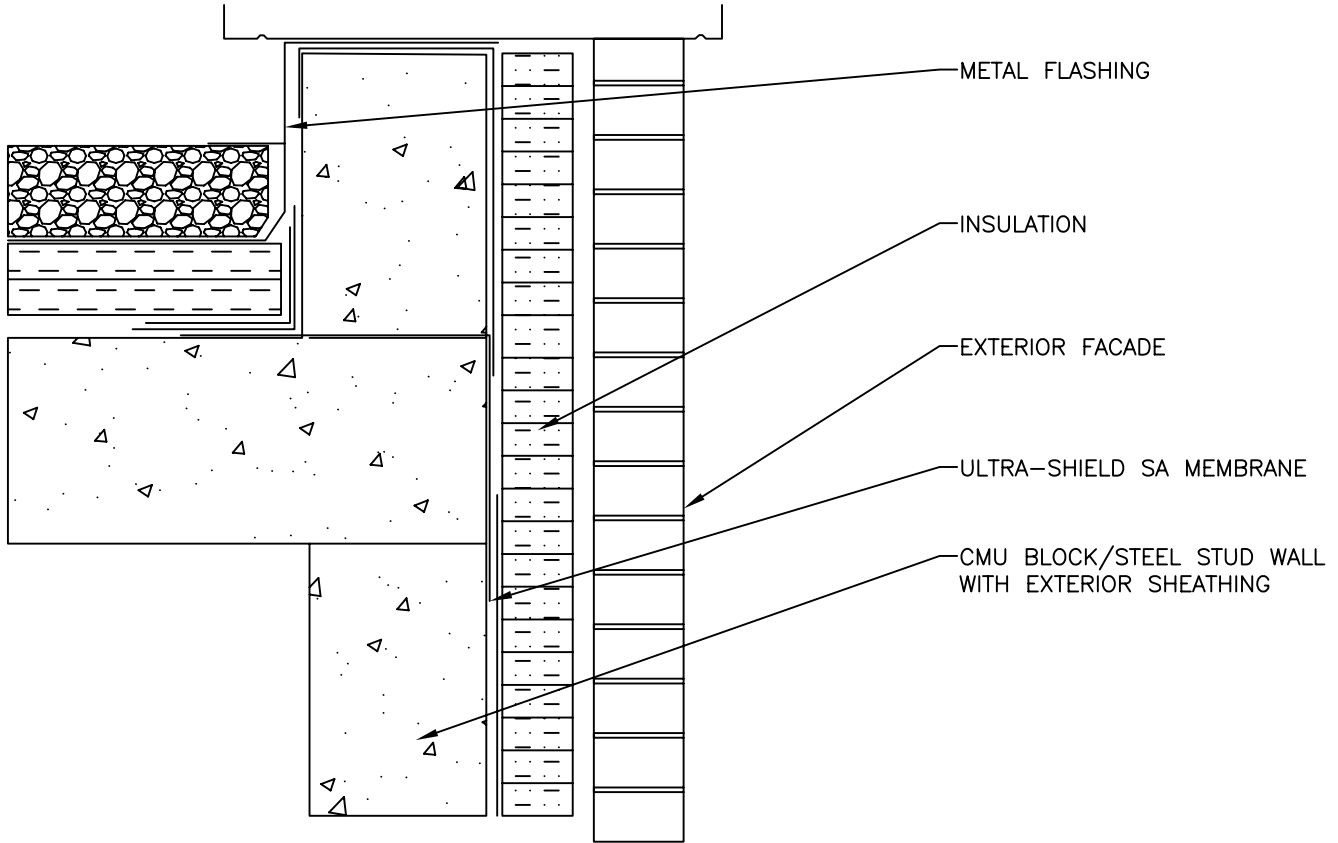 METAL FLASHING
INSULATION
EXTERIOR FACADE
ULTRA-SHIELD SA MEMBRANE
CMU BLOCK/STEEL STUD WALL
WITH EXTERIOR SHEATHING